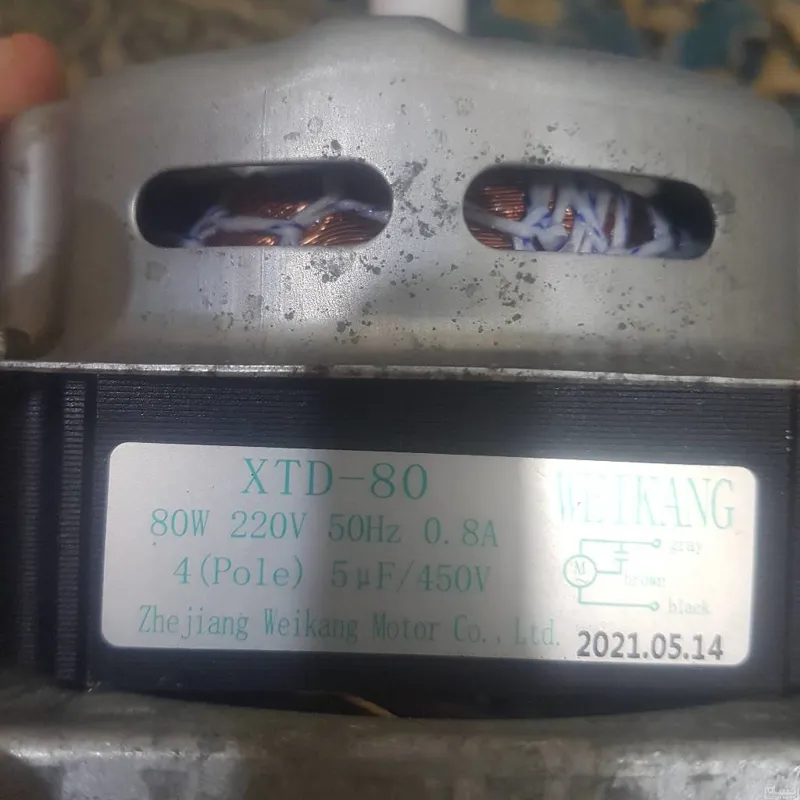 XTD-80
80W 220V 50Hz 0.8A
4(Pole) 5μF/450V
Zhejiang Weikang Motor Co., Ltd.
WEIKANG
gray
M
brown
black
2021.05.14